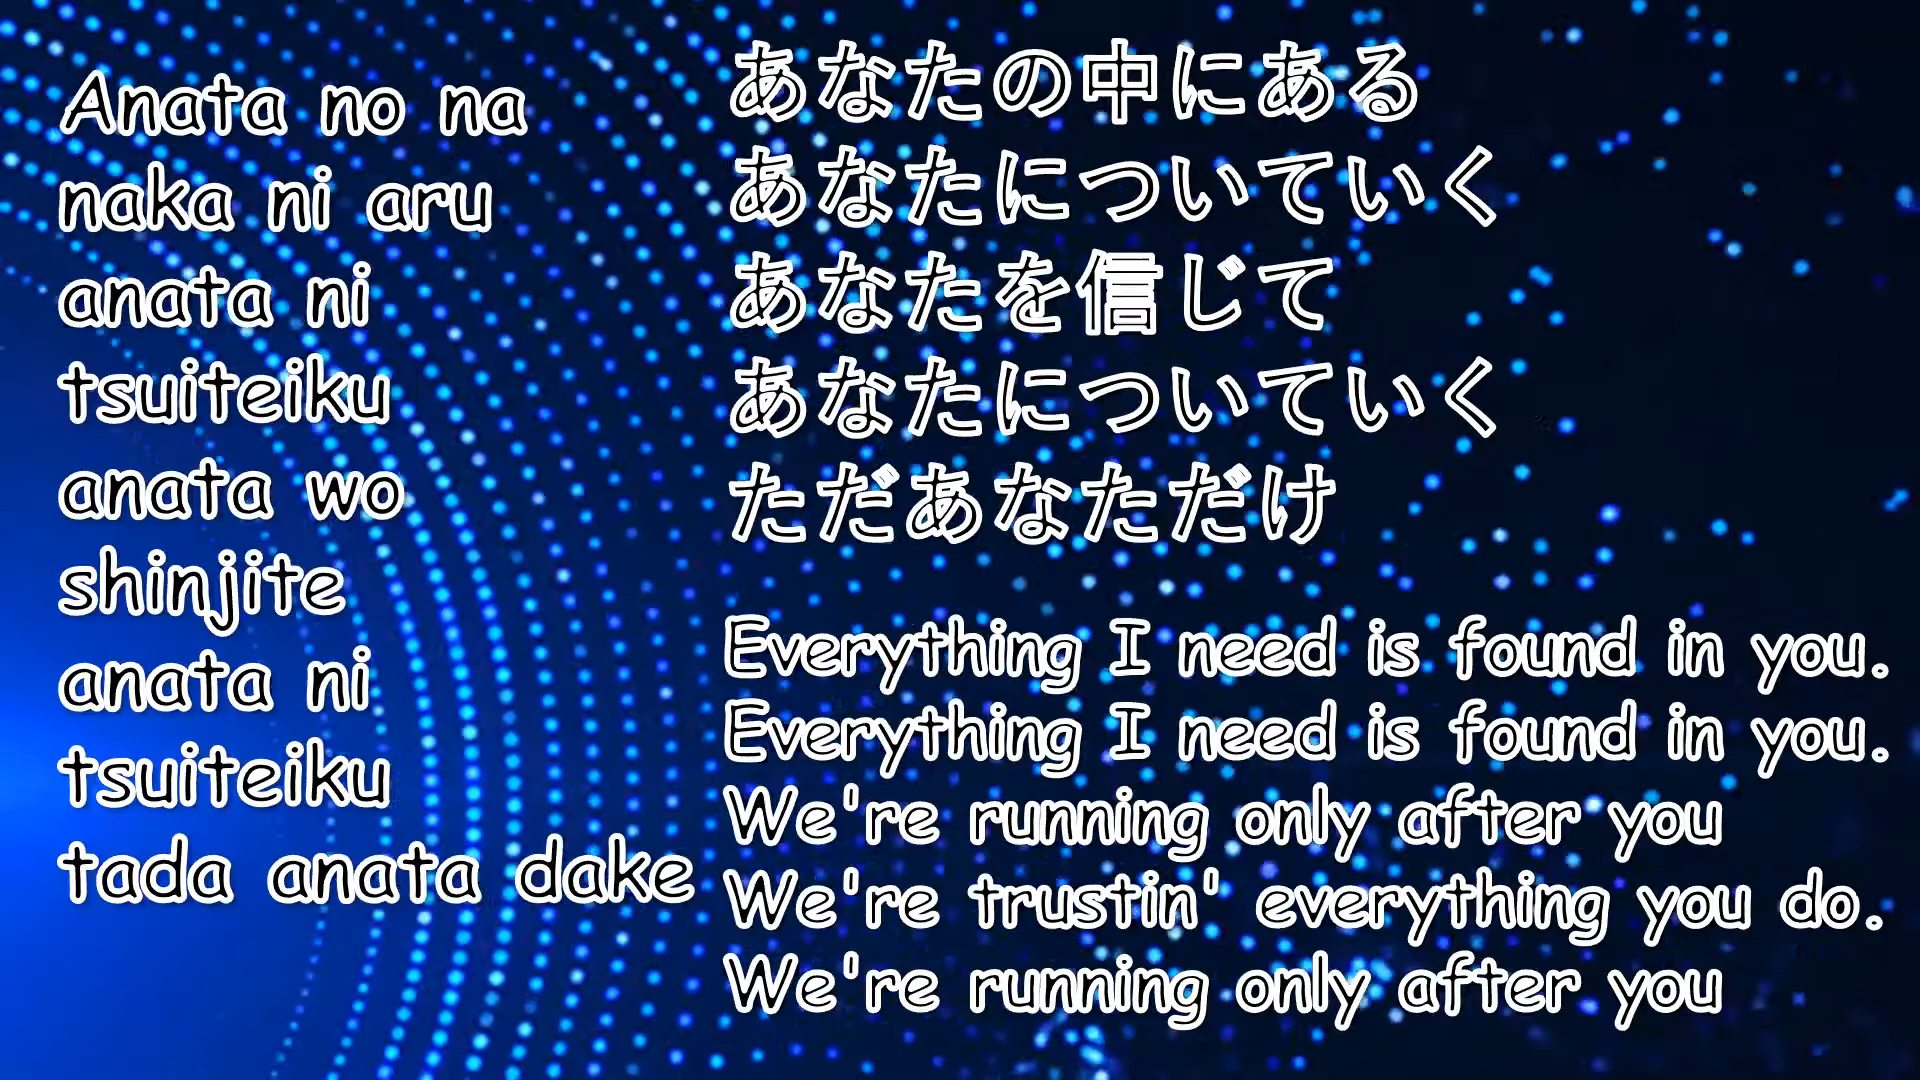 Anata no na
naka ni aru
anata ni
tsuiteiku
anata wo
shinjite
anata ni
tsuiteiku
tada anata dake
あなたの中にある
あなたについていく
あなたを信じて
あなたについていく
ただあなただけ
Everything I need is found in you.
Everything I need is found in you.
We're running only after you
We're trustin' everything you do.
We're running only after you